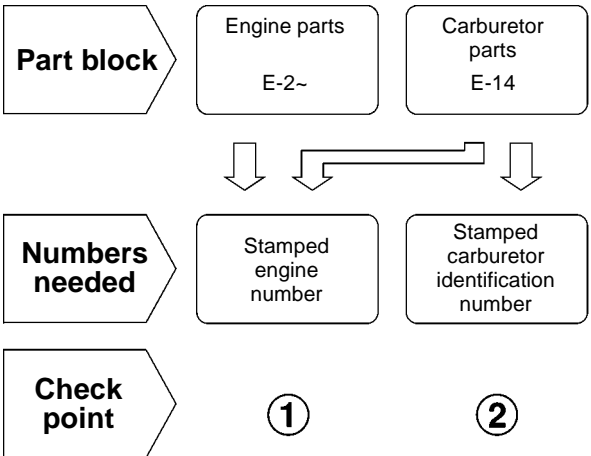 Part block
Engine parts
E-2~
Carburetor
parts
E-14
Numbers
needed
Stamped
engine
number
Stamped
carburetor
identification
number
Check
point
1
2